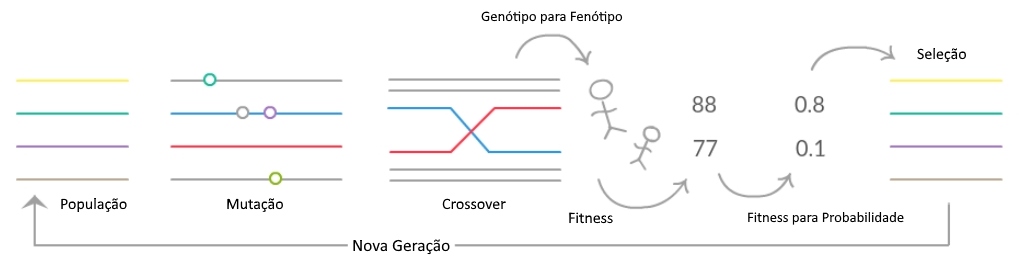 Genótipo para Fenótipo
Seleção
88
0.8
77
0.1
População
Mutação
Crossover
Fitness
Fitness para Probabilidade
Nova Geração